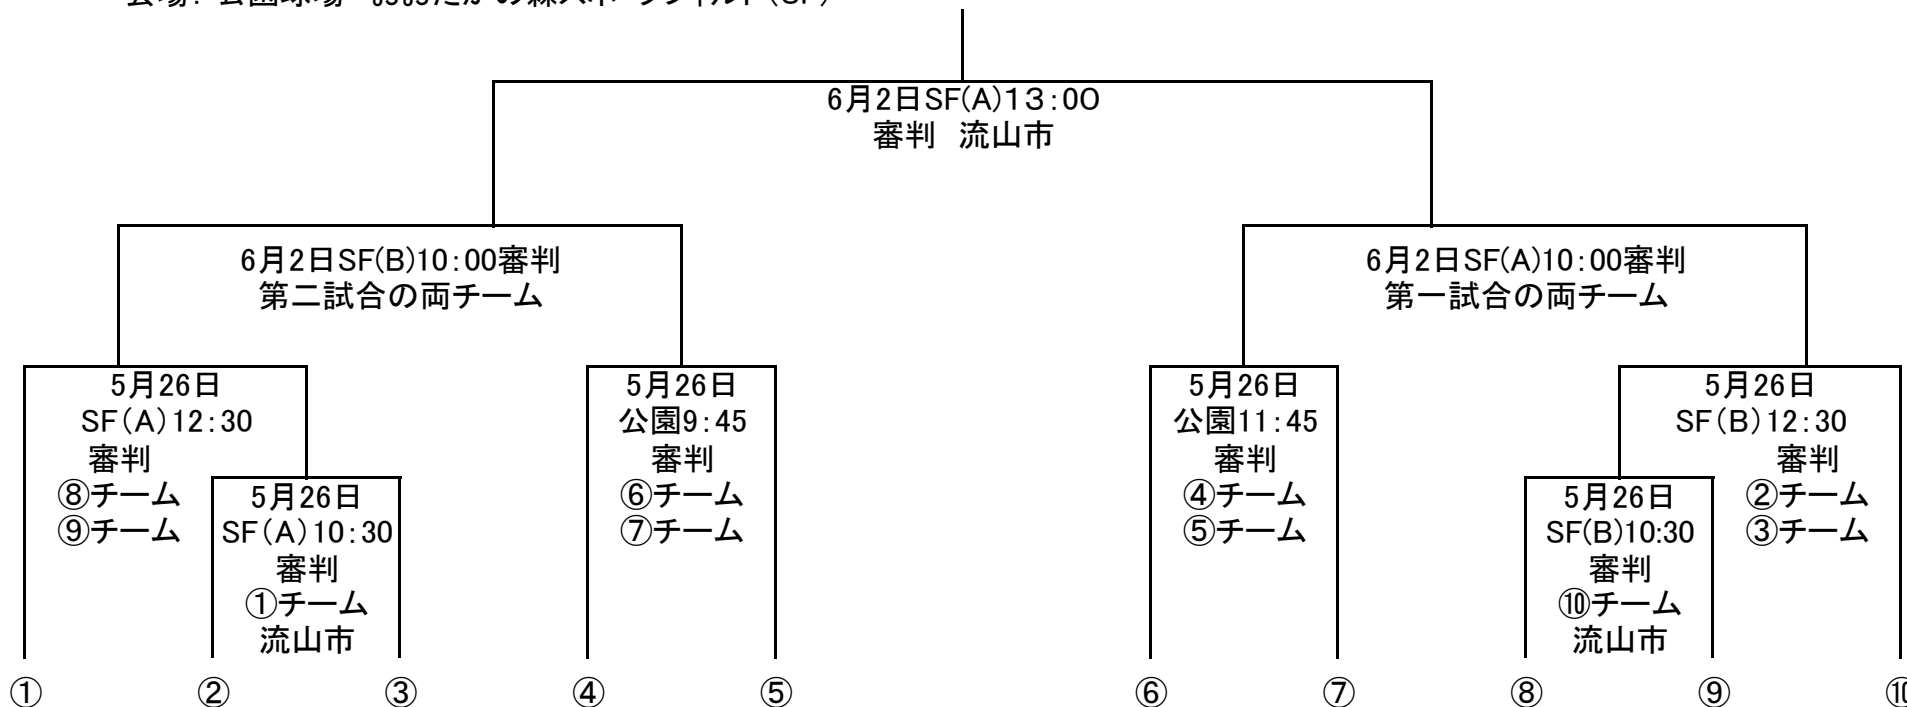 6月2日SF(A)13:00
審判 流山市
6月2日SF(B)10:00審判
第二試合の両チーム
6月2日SF(A)10:00審判
第一試合の両チーム
5月26日
SF(A)12:30
審判
⑧チーム
⑨チーム
5月26日
SF(A)10:30
審判
①チーム
流山市
5月26日
公園9:45
審判
⑥チーム
⑦チーム
5月26日
公園11:45
審判
④チーム
⑤チーム
5月26日
SF(B)10:30
審判
⑩チーム
流山市
5月26日
SF(B)12:30
審判
②チーム
③チーム
① ② ③ ④ ⑤ ⑥ ⑦ ⑧ ⑨ ⑩